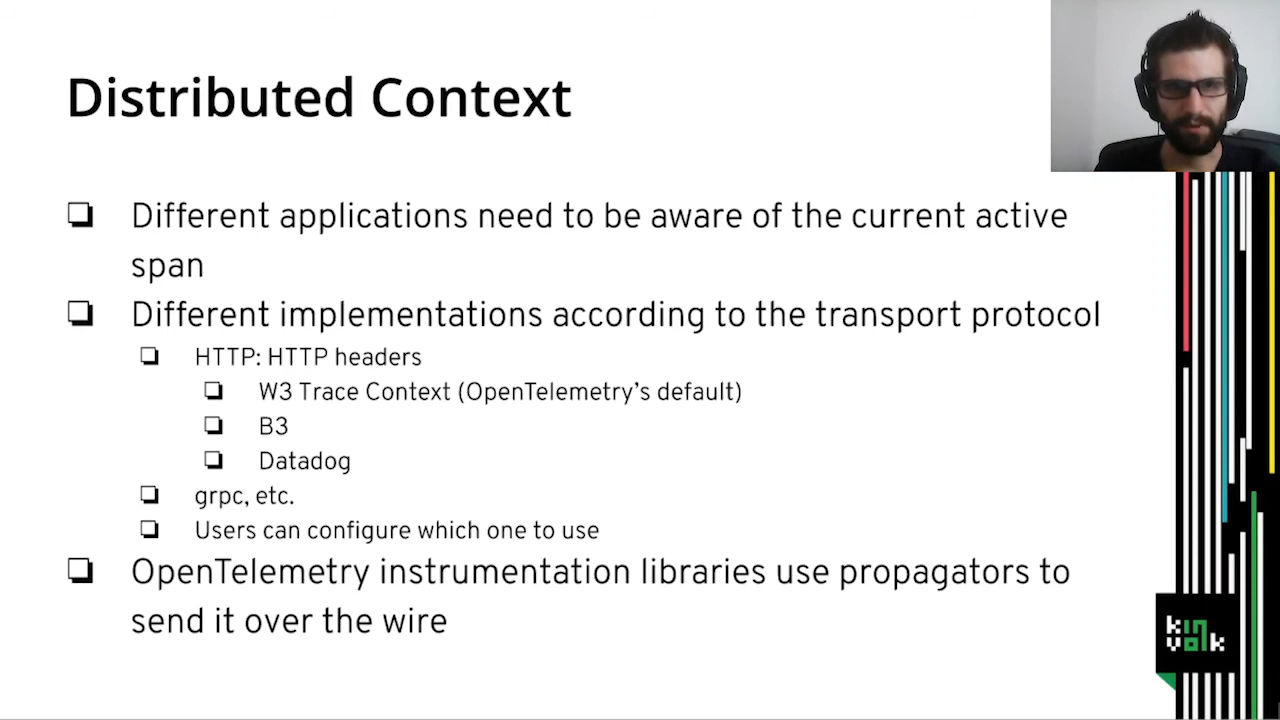 Distributed Context
Different applications need to be aware of the current active
span
Different implementations according to the transport protocol
HTTP: HTTP headers
W3 Trace Context (OpenTelemetry's default)
B3
Datadog
grpc, etc.
Users can configure which one to use
OpenTelemetry instrumentation libraries use propagators to
send it over the wire
kin
volk